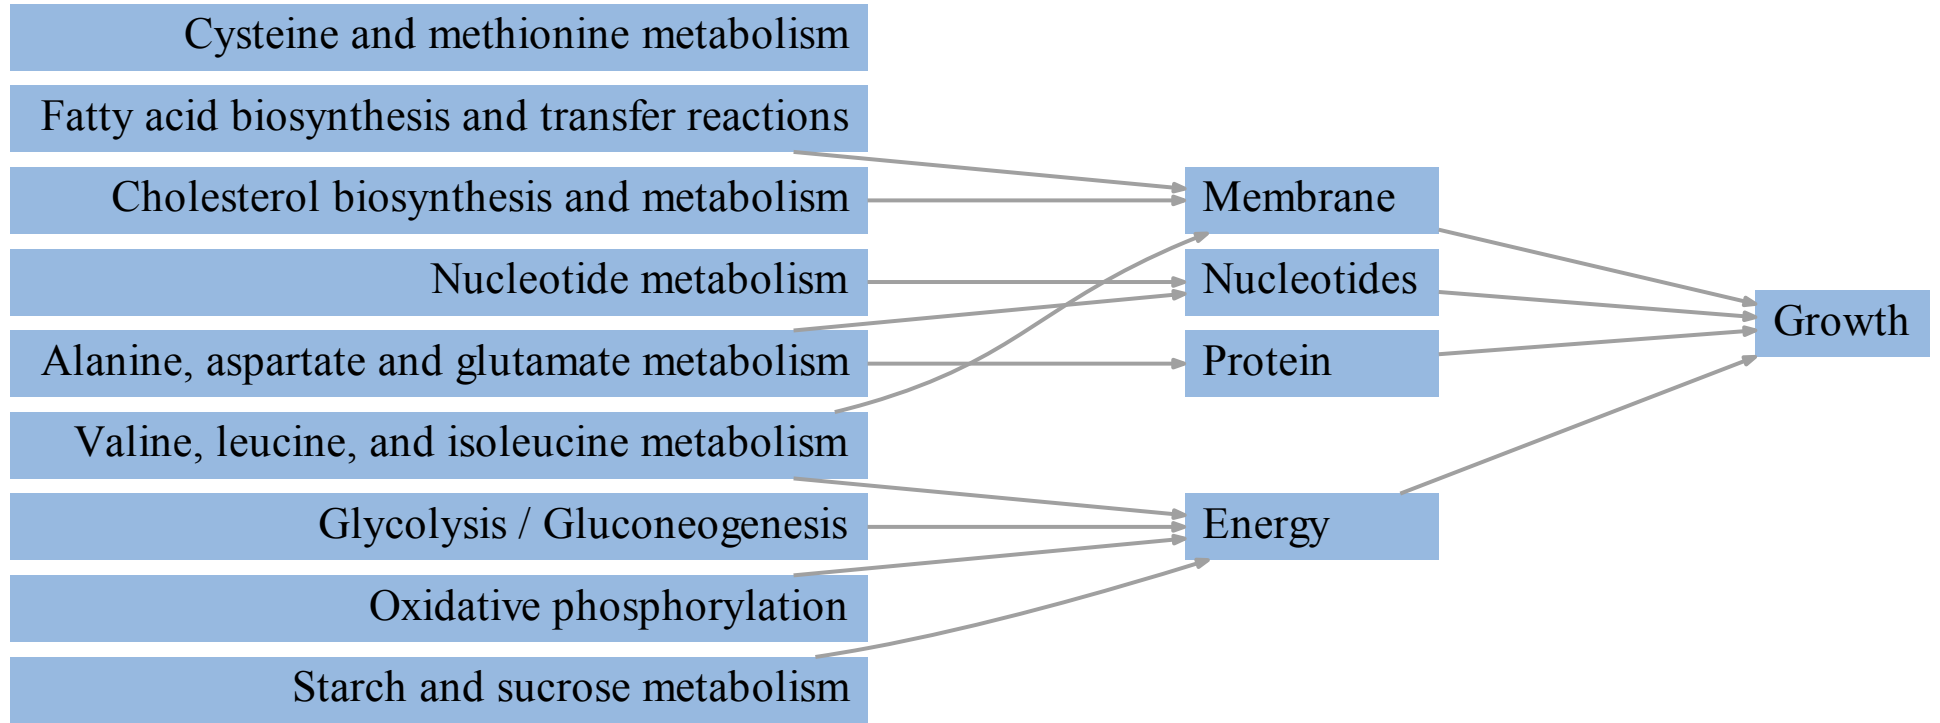 Cysteine and methionine metabolism
Fatty acid biosynthesis and transfer reactions
Cholesterol biosynthesis and metabolism
Nucleotide metabolism
Alanine, aspartate and glutamate metabolism
Valine, leucine, and isoleucine metabolism
Glycolysis / Gluconeogenesis
Oxidative phosphorylation
Starch and sucrose metabolism
Membrane
Nucleotides
Protein
Energy
Growth